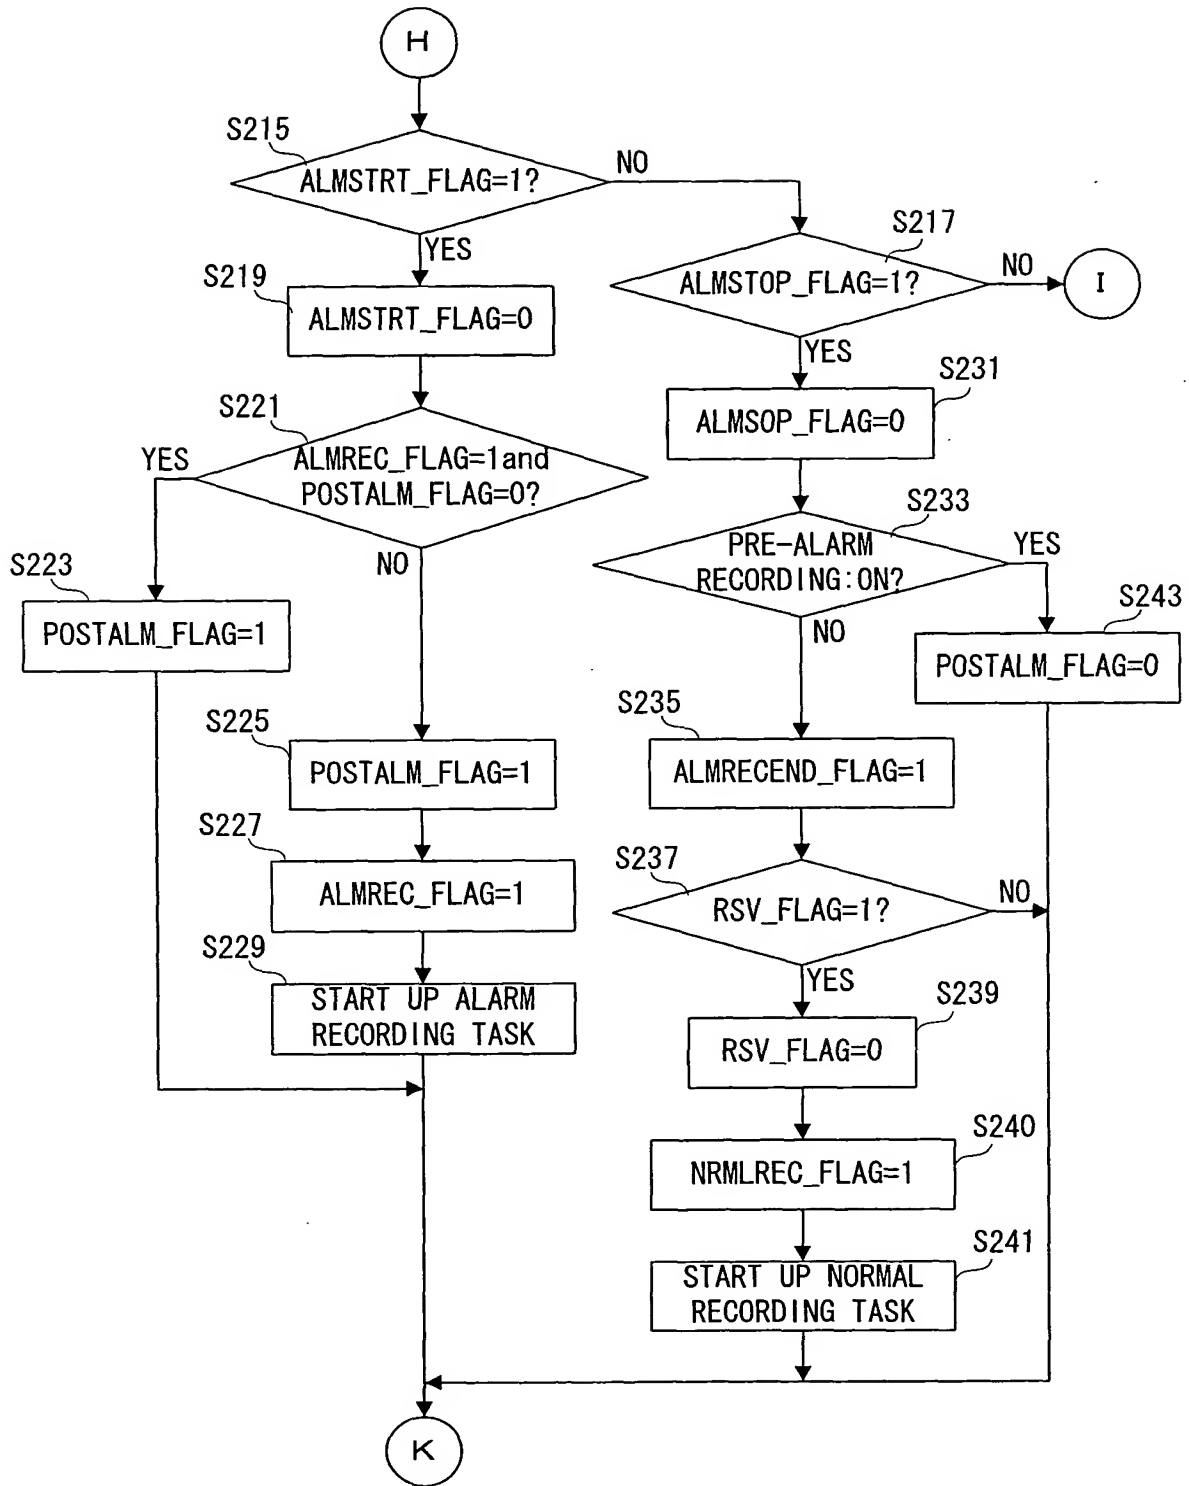 H
S215
ALMSTRT_FLAG=1?
NO
YES
S217
ALMSTOP_FLAG=1?
NO
I
YES
S219
ALMSTRT_FLAG=0
S231
ALMSOP_FLAG=0
S221
ALMREC_FLAG=1and
POSTALM_FLAG=0?
YES
NO
S233
PRE-ALARM
RECORDING:ON?
YES
NO
S223
POSTALM_FLAG=1
S243
POSTALM_FLAG=0
S225
POSTALM_FLAG=1
S235
ALMRECEND_FLAG=1
S227
ALMREC_FLAG=1
S237
RSV_FLAG=1?
NO
YES
S229
START UP ALARM
RECORDING TASK
S239
RSV_FLAG=0
S240
NRMLREC_FLAG=1
S241
START UP NORMAL
RECORDING TASK
K